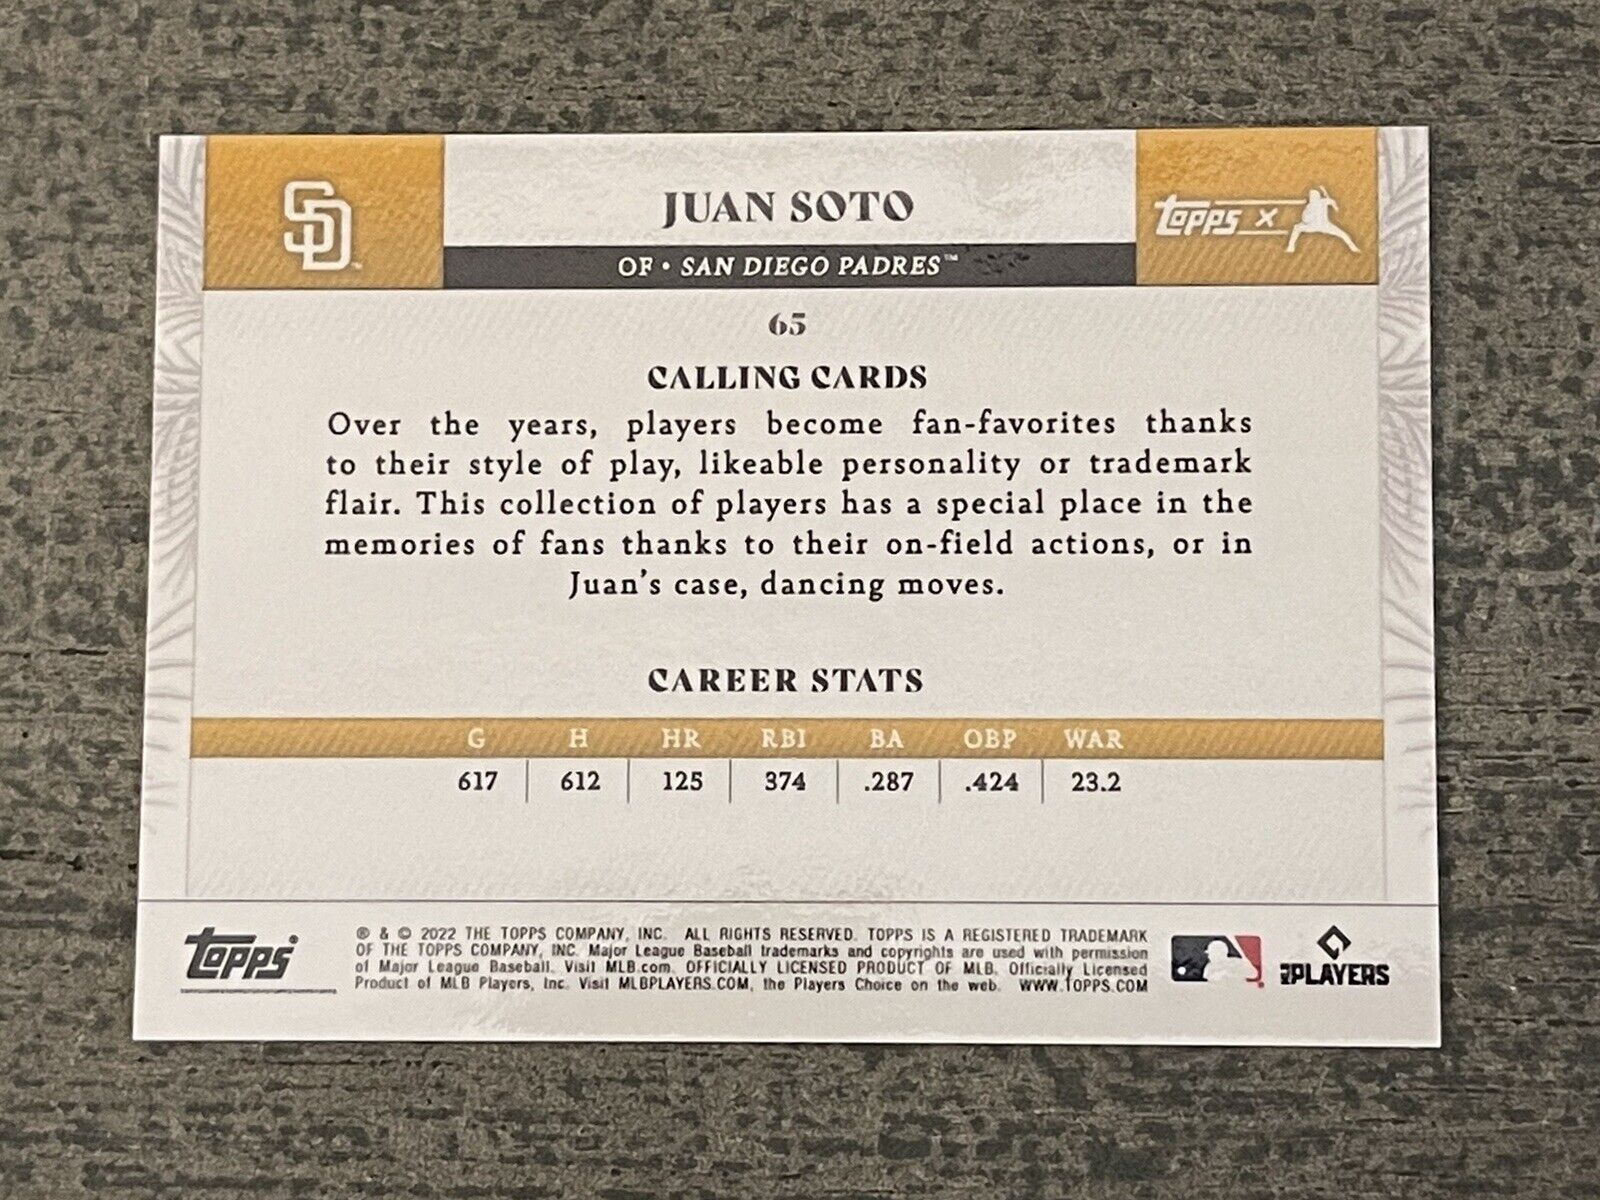 SD
JUAN SOTO
OF • SAN DIEGO PADRES™
TOPPS X
65
CALLING CARDS
Over the years, players become fan-favorites thanks
to their style of play, likeable personality or trademark
flair. This collection of players has a special place in the
memories of fans thanks to their on-field actions, or in
Juan's case, dancing moves.
CAREER STATS
G H HR RBI BA OBP WAR
617 612 125 374 .287 .424 23.2
TOPPS®
® & © 2022 THE TOPPS COMPANY, INC. ALL RIGHTS RESERVED. TOPPS IS A REGISTERED TRADEMARK
OF THE TOPPS COMPANY, INC. Major League Baseball trademarks and copyrights are used with permission
of Major League Baseball. Visit MLB.com. OFFICIALLY LICENSED PRODUCT OF MLB. Officially Licensed
Product of MLB Players, Inc. Visit MLBPLAYERS.COM, the Players Choice on the web. WWW.TOPPS.COM
PLAYERS